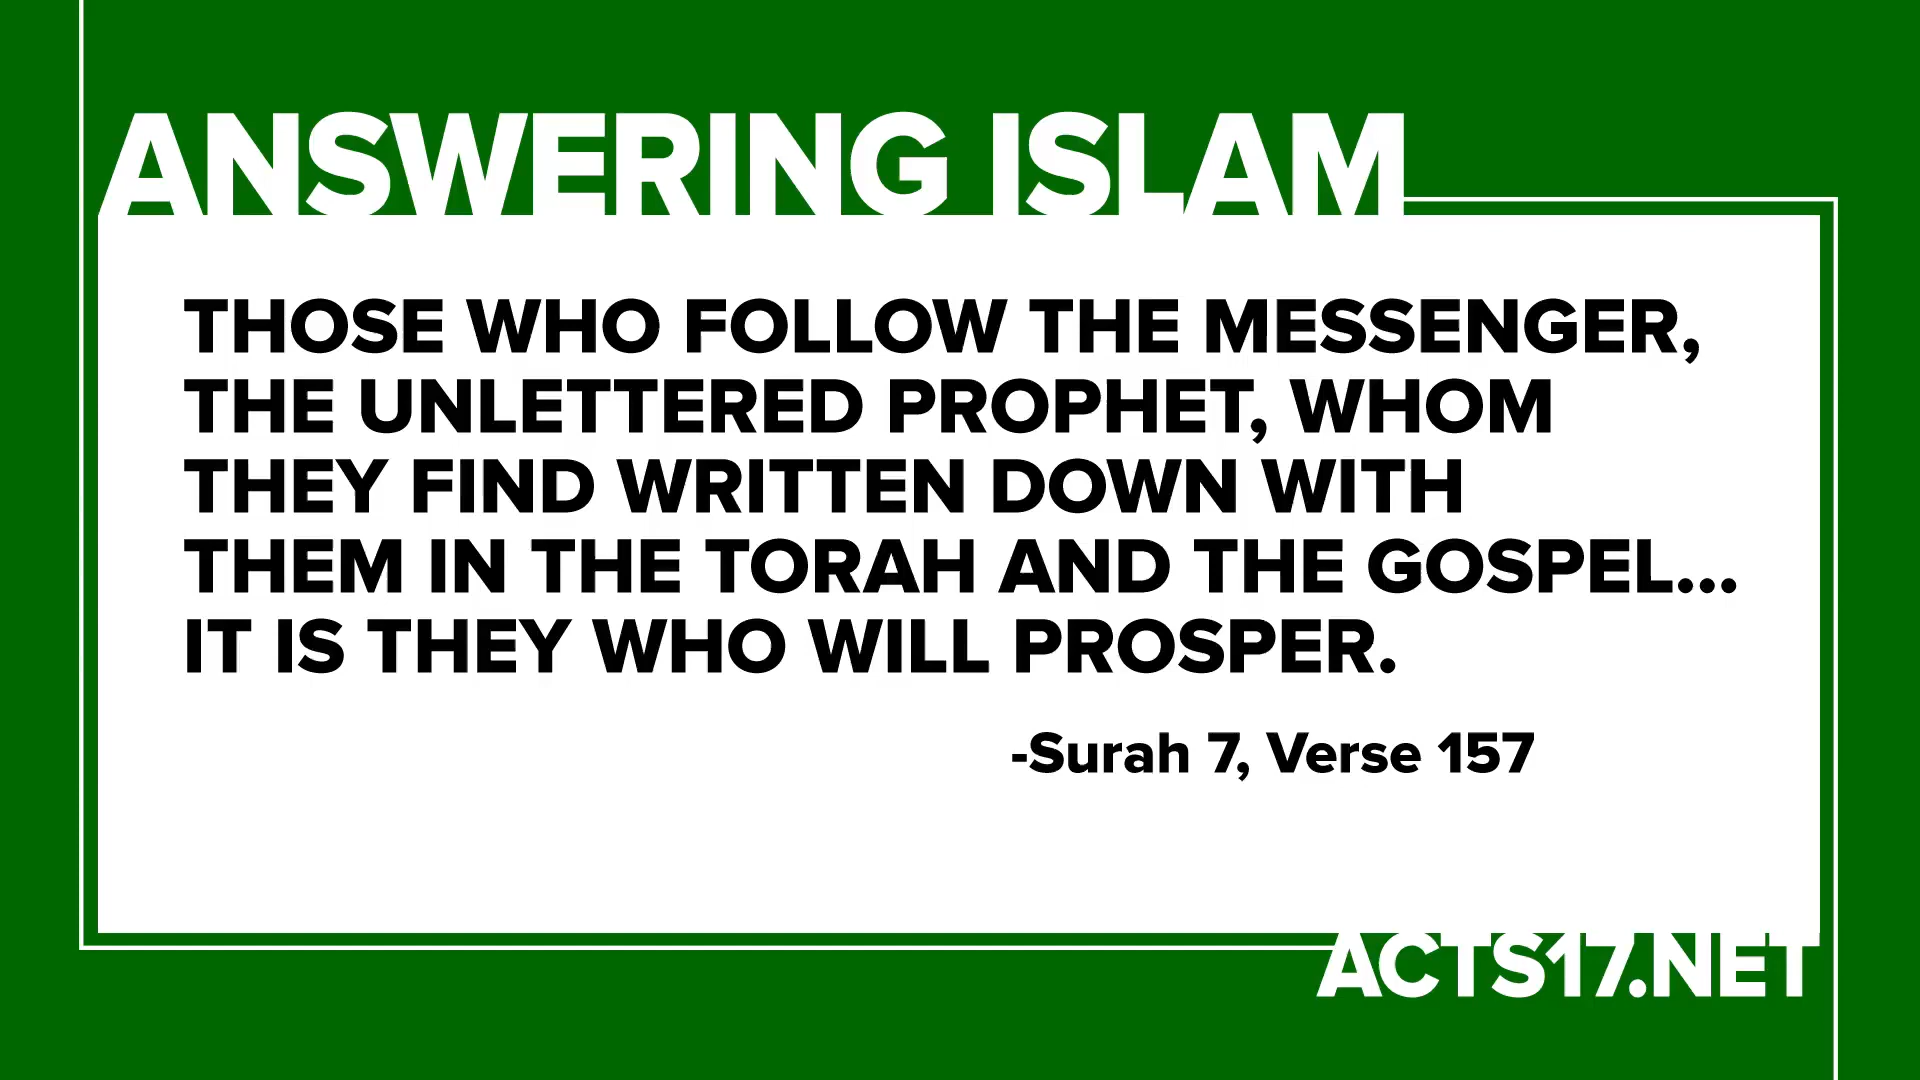 ANSWERING ISLAM
THOSE WHO FOLLOW THE MESSENGER,
THE UNLETTERED PROPHET, WHOM
THEY FIND WRITTEN DOWN WITH
THEM IN THE TORAH AND THE GOSPEL...
IT IS THEY WHO WILL PROSPER.
-Surah 7, Verse 157
ACTS17.NET